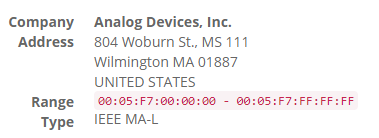 Company Analog Devices, Inc.
Address 804 Woburn St., MS 111
Wilmington MA 01887
UNITED STATES
Range 00:05:F7:00:00:00 - 00:05:F7:FF:FF:FF
Type IEEE MA-L